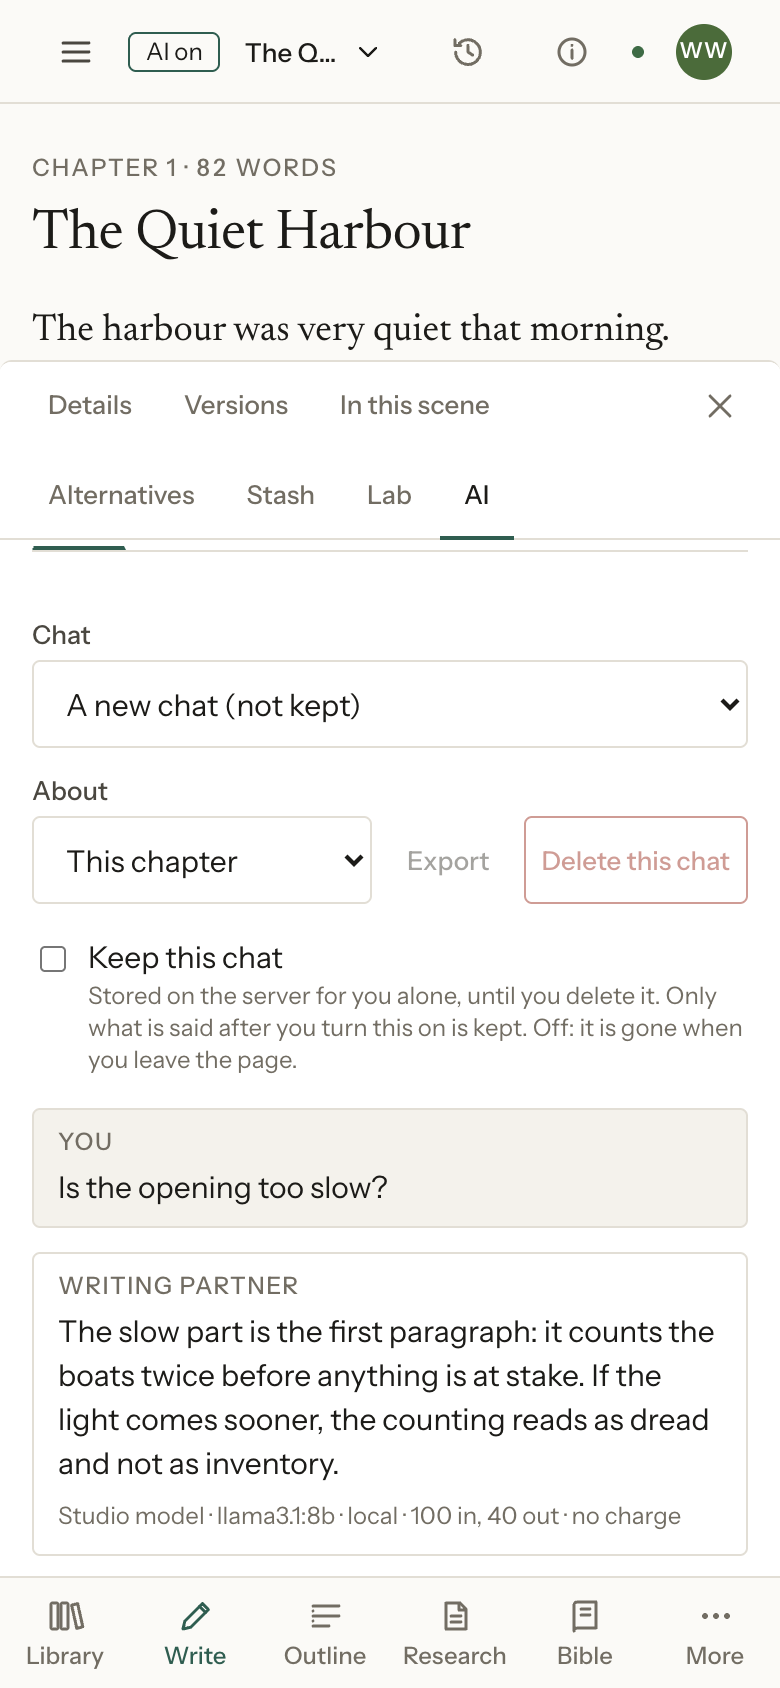 AI on The Q... WW
CHAPTER 1 · 82 WORDS
The Quiet Harbour
The harbour was very quiet that morning.
Details Versions In this scene
Alternatives Stash Lab AI
Chat
A new chat (not kept)
About
This chapter Export Delete this chat
Keep this chat
Stored on the server for you alone, until you delete it. Only
what is said after you turn this on is kept. Off: it is gone when
you leave the page.
YOU
Is the opening too slow?
WRITING PARTNER
The slow part is the first paragraph: it counts the
boats twice before anything is at stake. If the
light comes sooner, the counting reads as dread
and not as inventory.
Studio model · llama3.1:8b · local · 100 in, 40 out · no charge
Library Write Outline Research Bible More